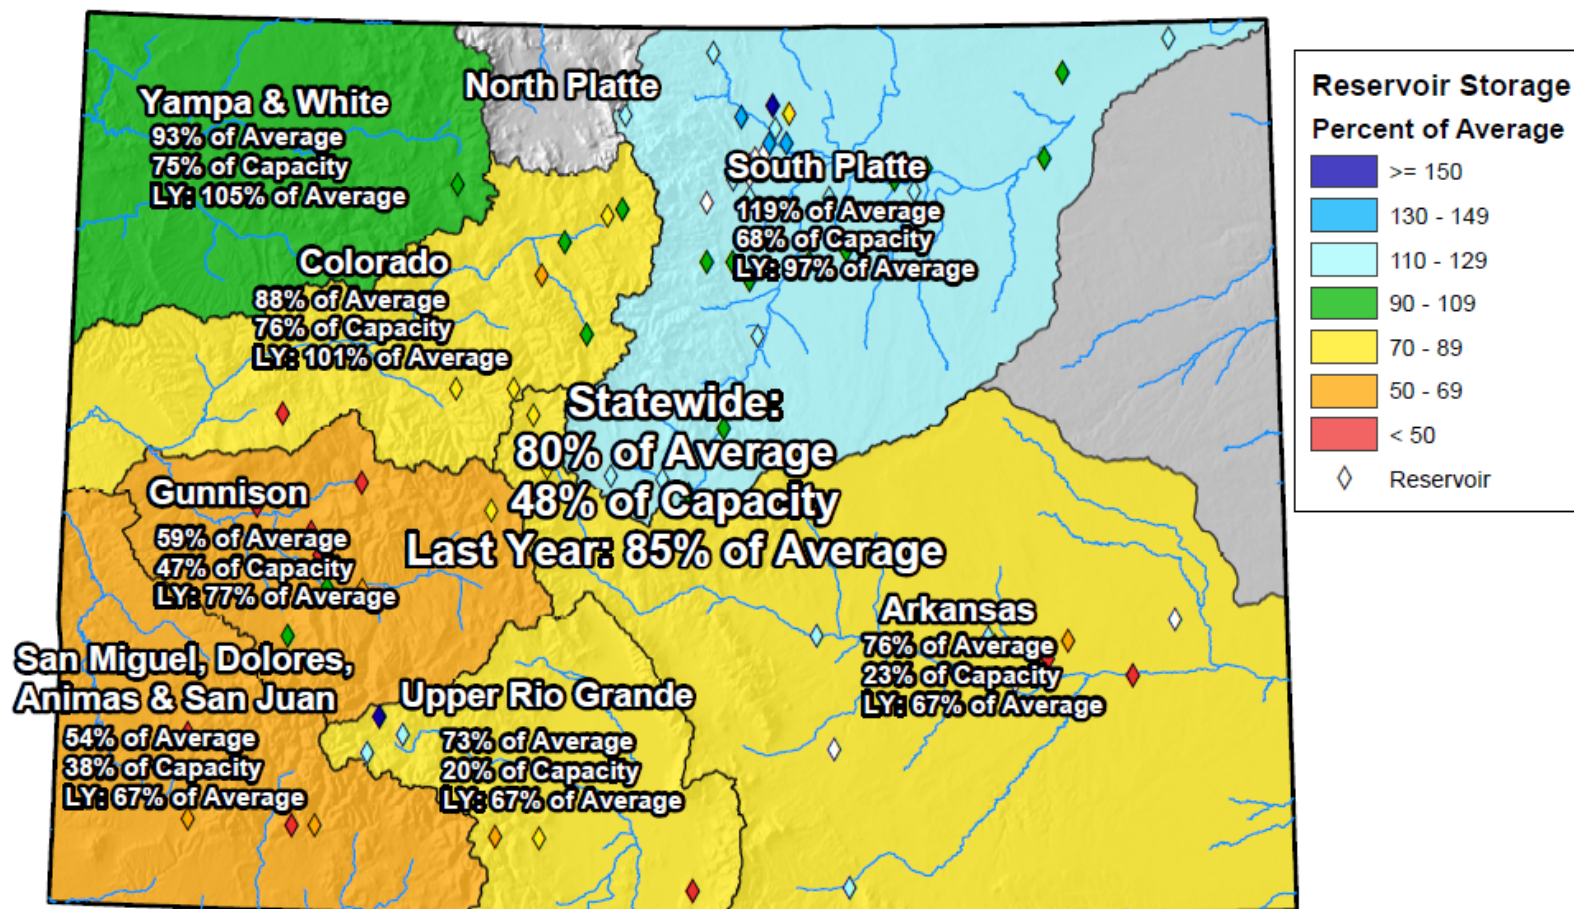 Yampa & White
93% of Average
75% of Capacity
LY: 105% of Average
North Platte
South Platte
119% of Average
68% of Capacity
LY: 97% of Average
Colorado
88% of Average
76% of Capacity
LY: 101% of Average
Statewide:
80% of Average
48% of Capacity
Last Year: 85% of Average
Gunnison
59% of Average
47% of Capacity
LY: 77% of Average
San Miguel, Dolores,
Animas & San Juan
54% of Average
38% of Capacity
LY: 67% of Average
Upper Rio Grande
73% of Average
20% of Capacity
LY: 67% of Average
Arkansas
76% of Average
23% of Capacity
LY: 67% of Average
Reservoir Storage
Percent of Average
>= 150
130 - 149
110 - 129
90 - 109
70 - 89
50 - 69
< 50
Reservoir